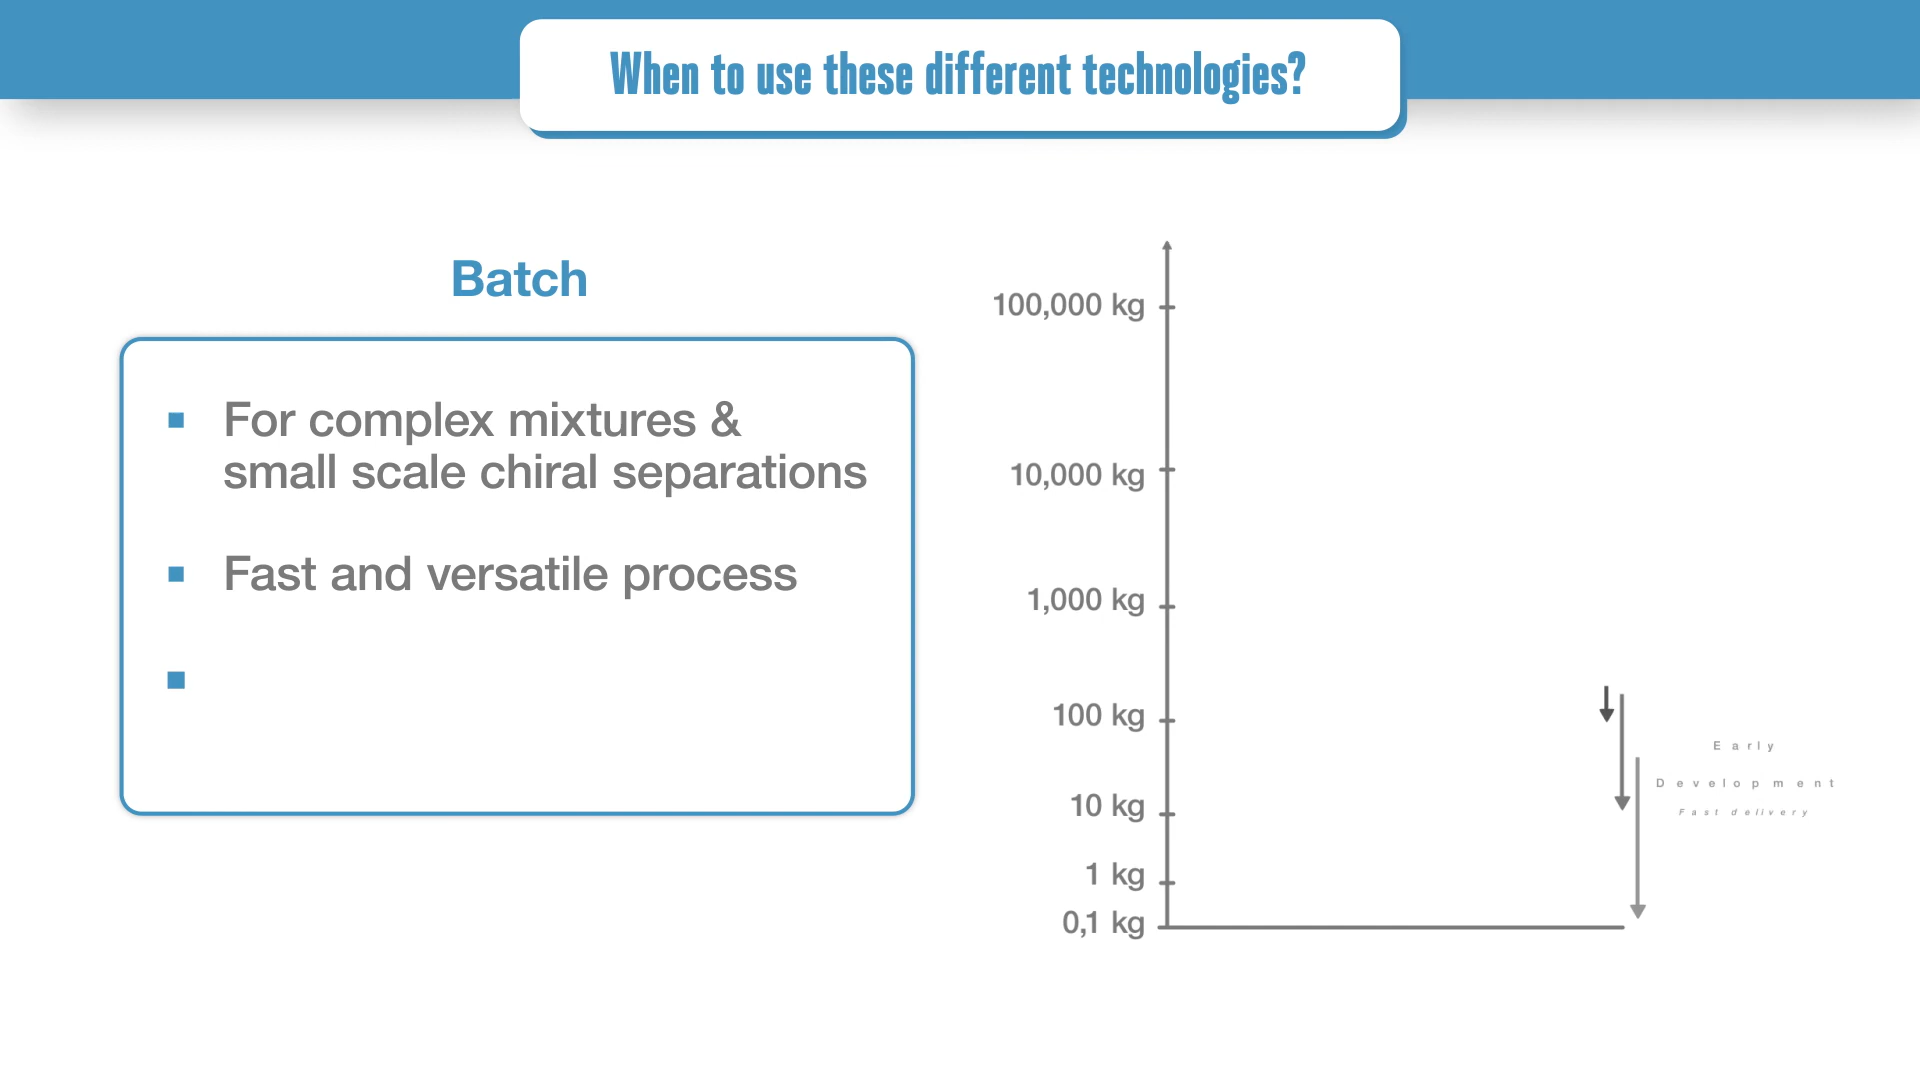 When to use these different technologies?
Batch
For complex mixtures &
small scale chiral separations
Fast and versatile process
100,000 kg
10,000 kg
1,000 kg
100 kg
10 kg
1 kg
0,1 kg
Early
Development
Fast delivery